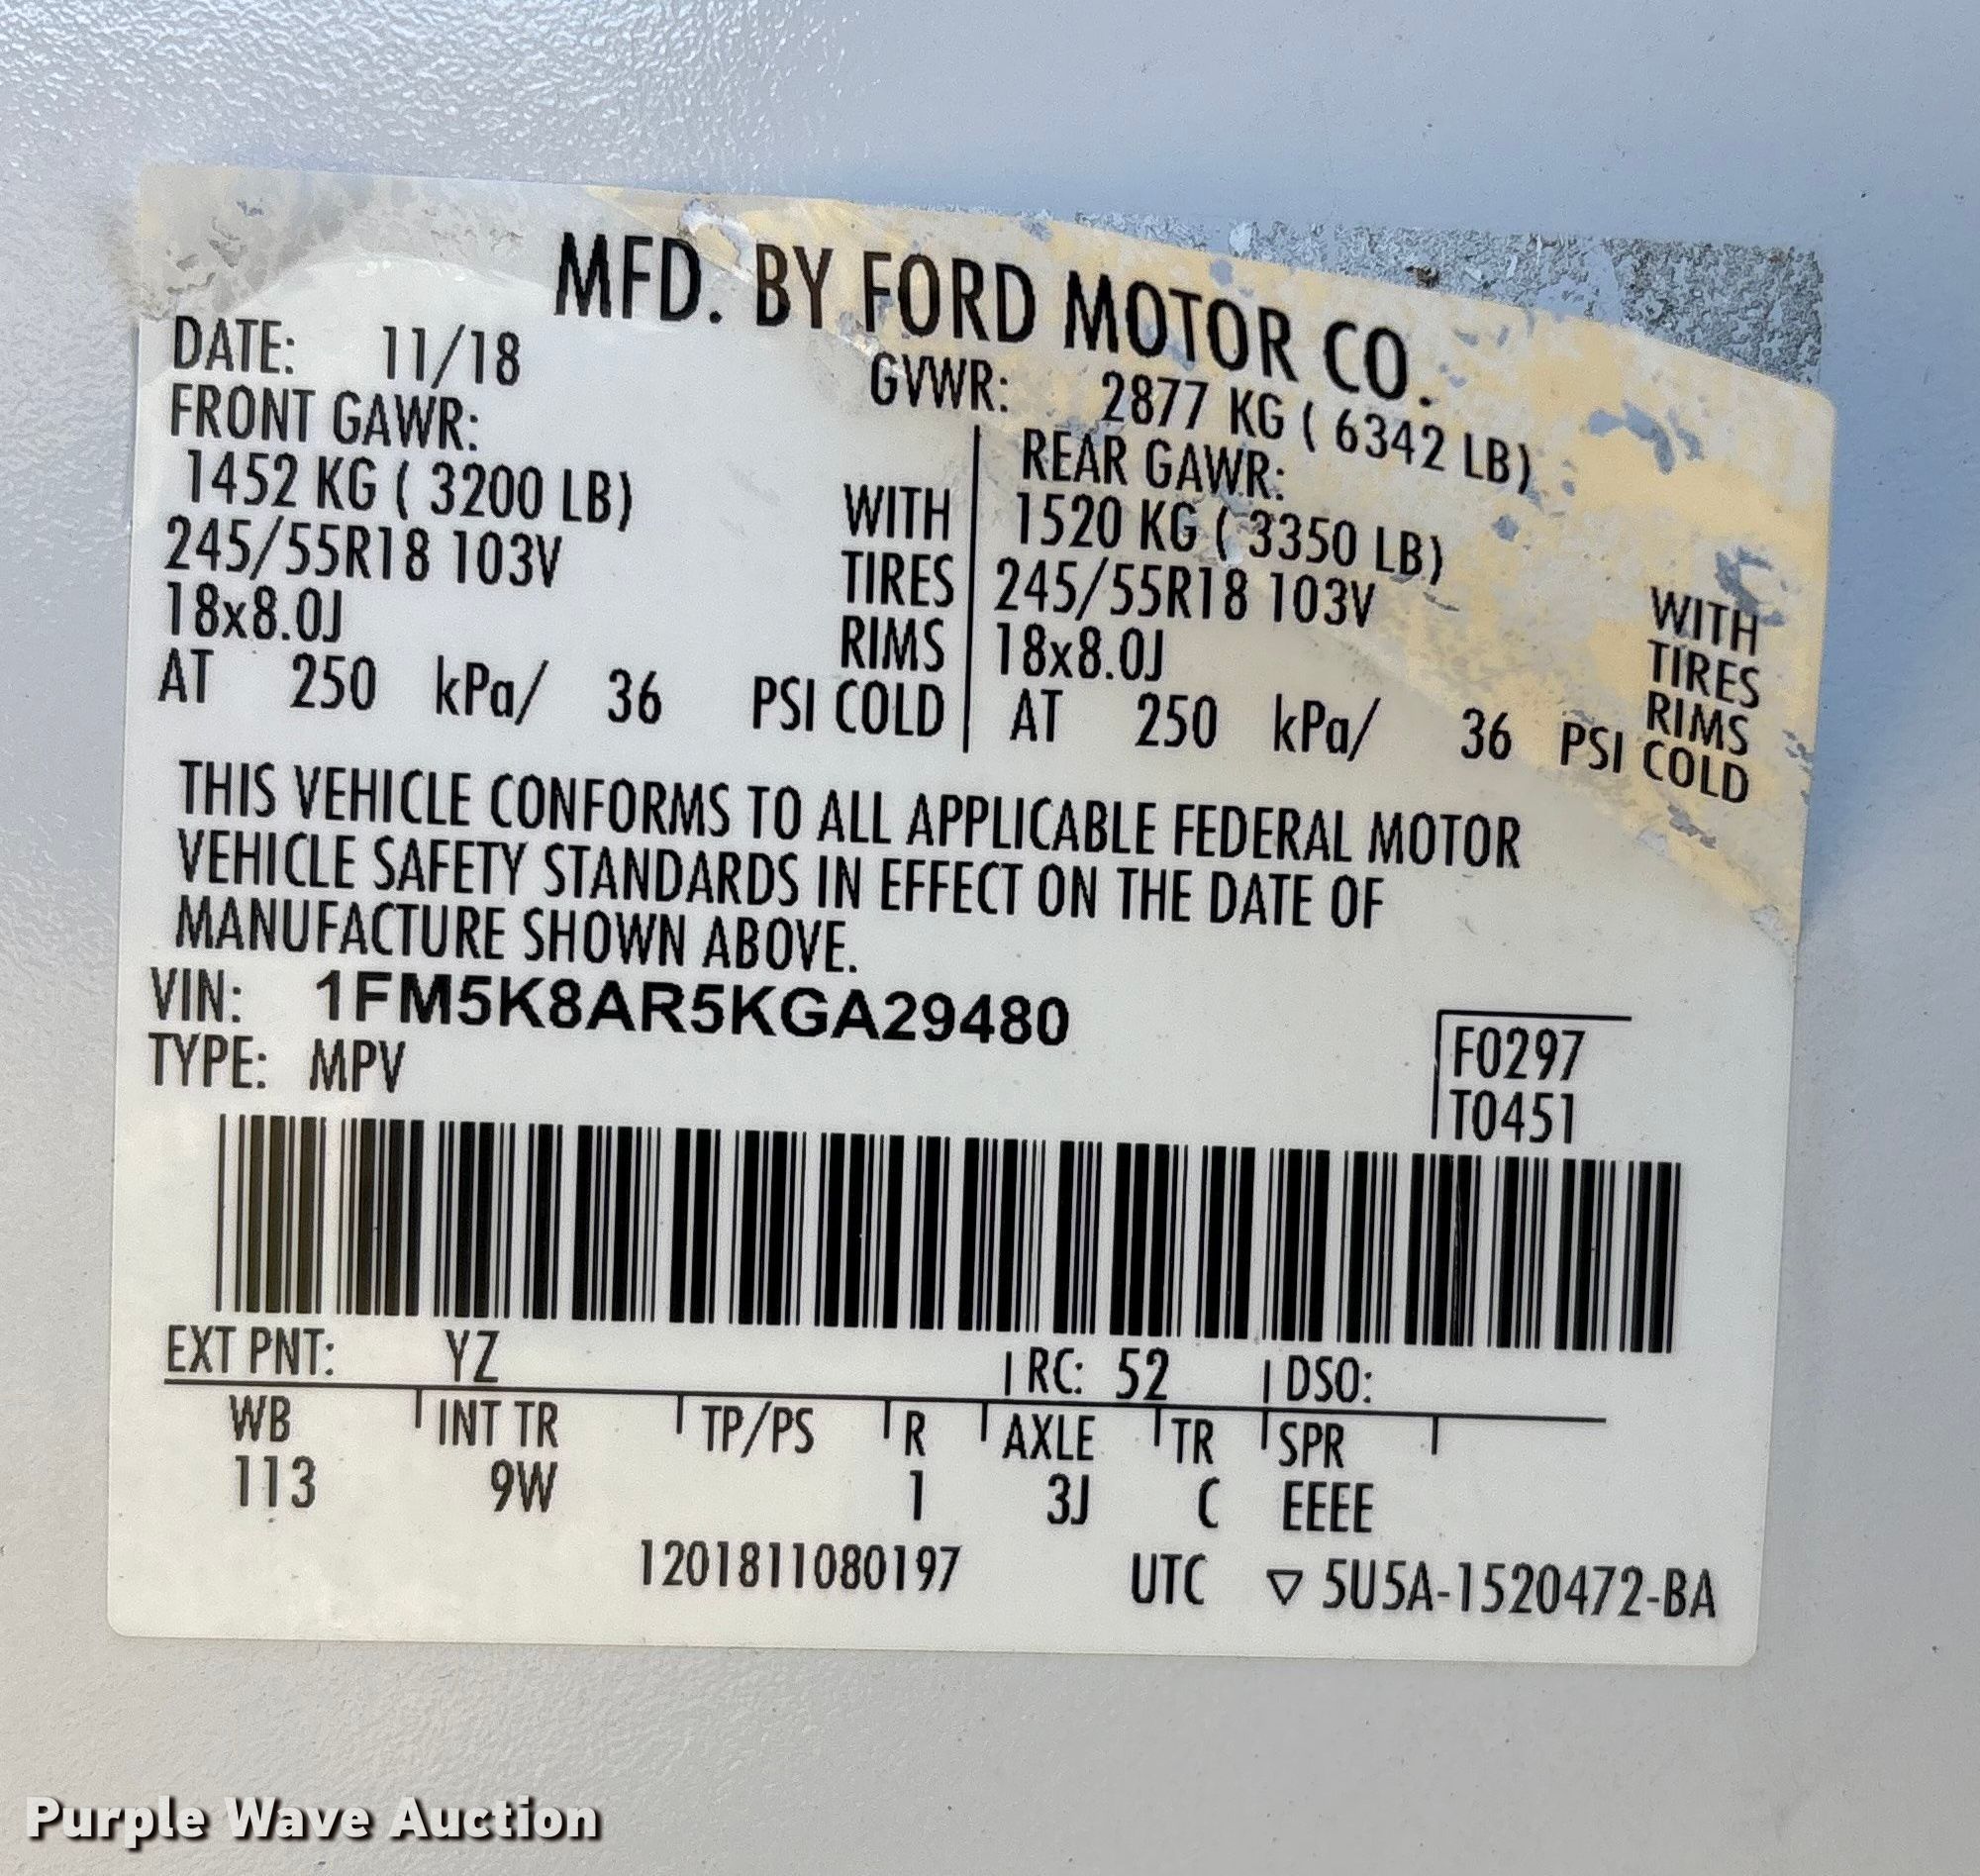 MFD. BY FORD MOTOR CO.
DATE: 11/18 GVWR: 2877 KG ( 6342 LB)
FRONT GAWR: REAR GAWR:
1452 KG ( 3200 LB) WITH 1520 KG ( 3350 LB) WITH
245/55R18 103V TIRES 245/55R18 103V TIRES
18x8.0J RIMS 18x8.0J RIMS
AT 250 kPa/ 36 PSI COLD AT 250 kPa/ 36 PSI COLD
THIS VEHICLE CONFORMS TO ALL APPLICABLE FEDERAL MOTOR
VEHICLE SAFETY STANDARDS IN EFFECT ON THE DATE OF
MANUFACTURE SHOWN ABOVE.
VIN: 1FM5K8AR5KGA29480
TYPE: MPV
F0297
T0451
EXT PNT: YZ RC: 52 DSO:
WB INT TR TP/PS R AXLE TR SPR
113 9W 1 3J C EEEE
1201811080197 UTC ▽ 5U5A-1520472-BA
Purple Wave Auction